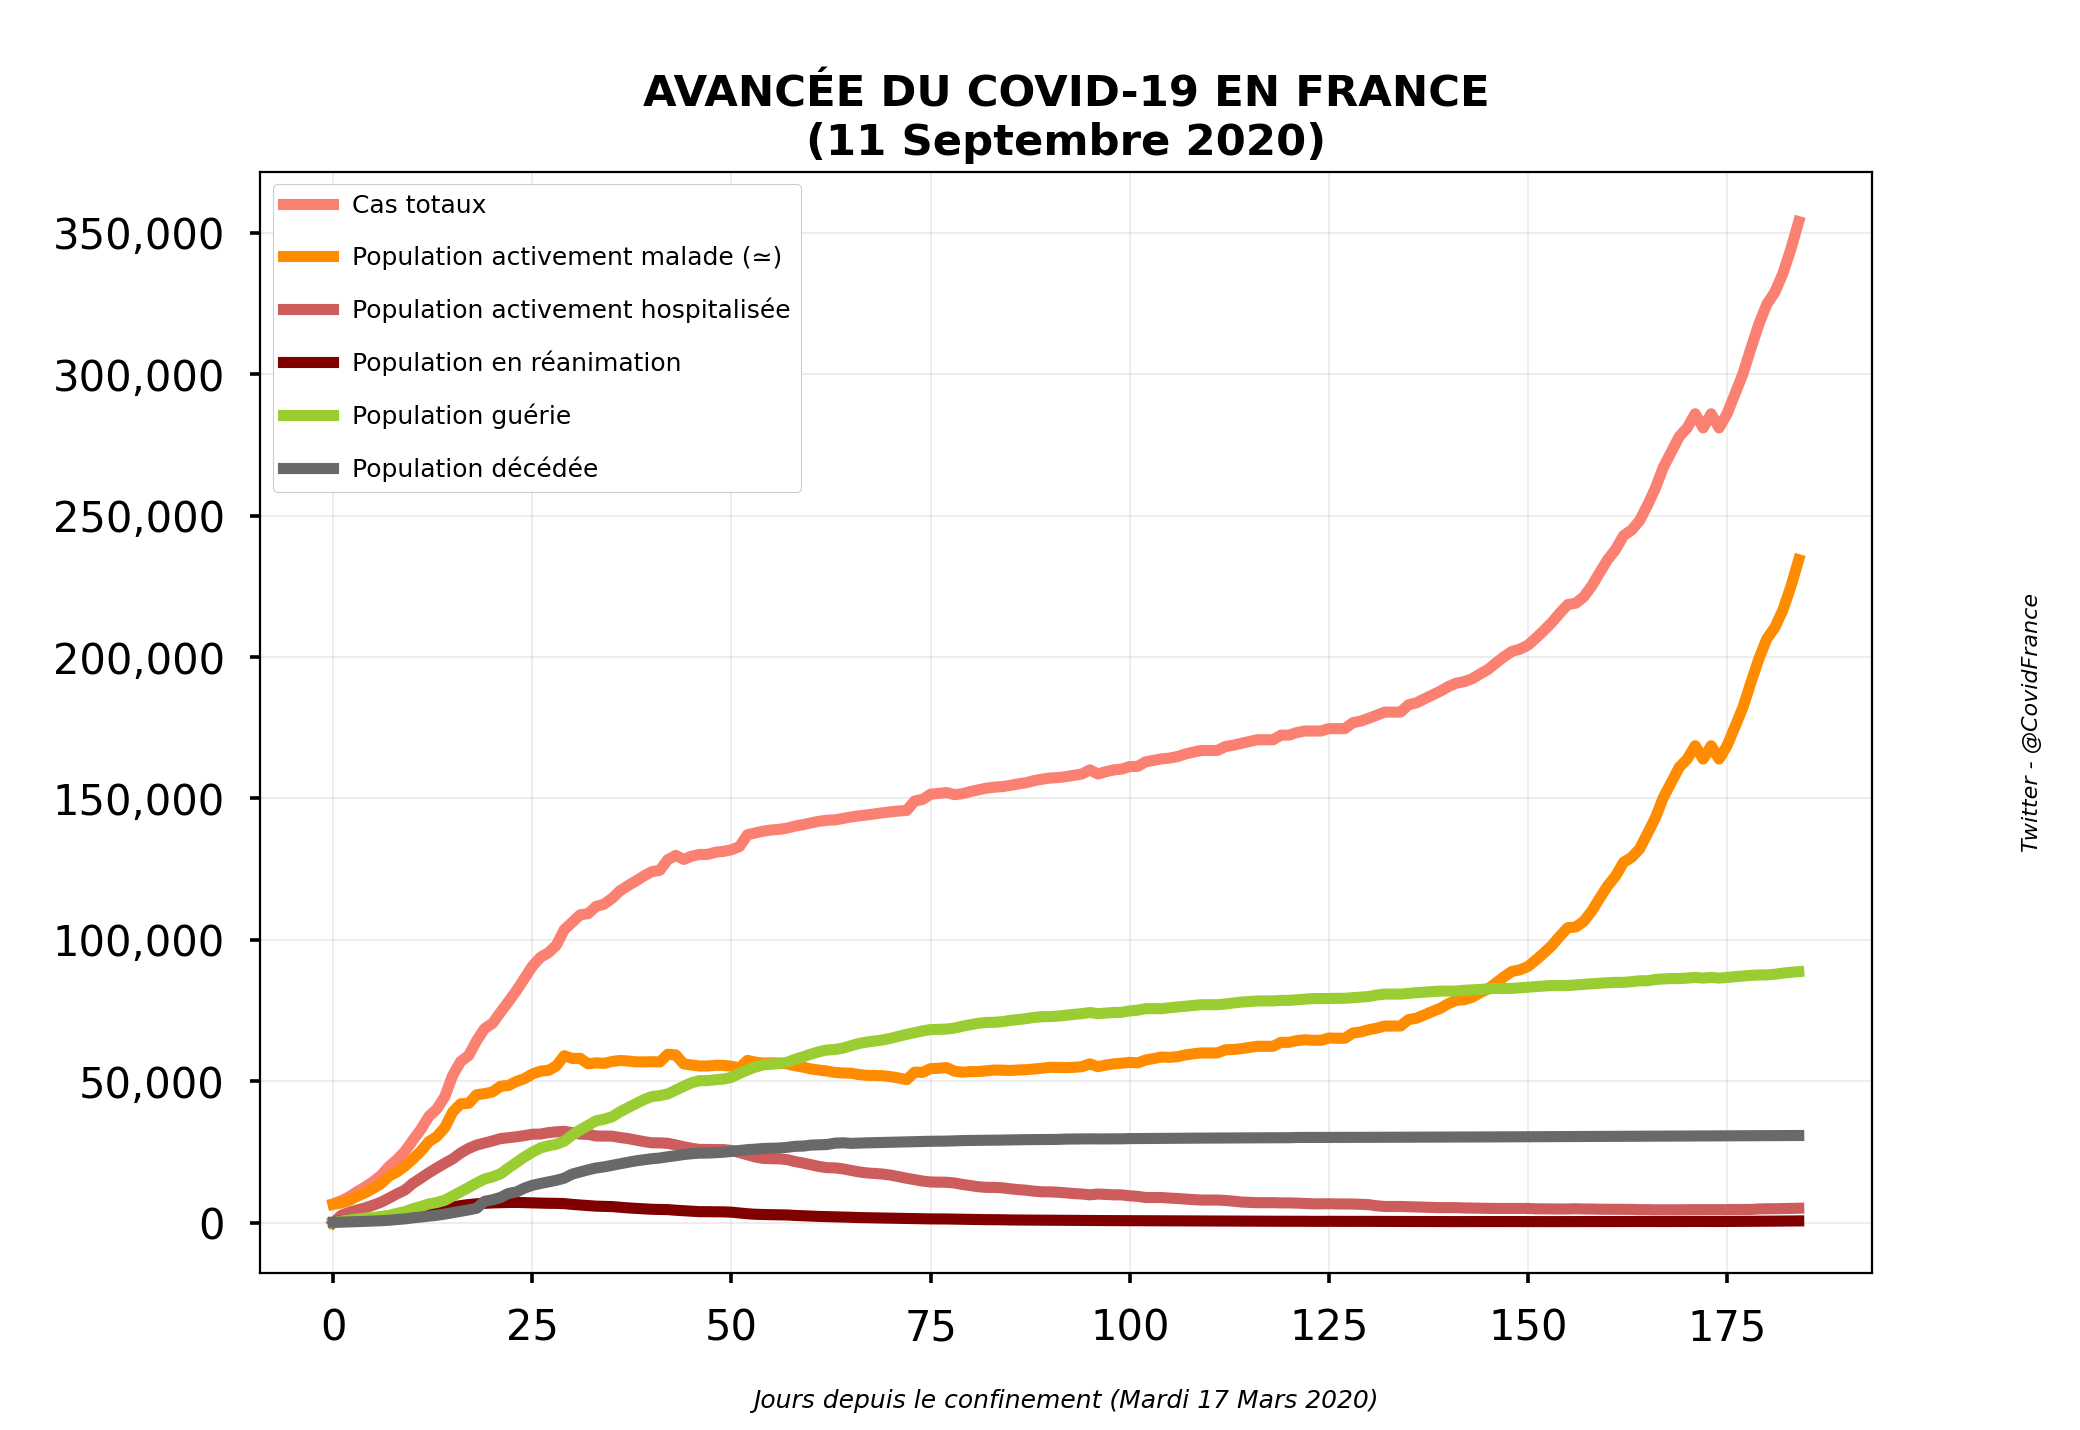 AVANCÉE DU COVID-19 EN FRANCE
(11 Septembre 2020)
Cas totaux
Population activement malade (≃)
Population activement hospitalisée
Population en réanimation
Population guérie
Population décédée
350,000
300,000
250,000
200,000
150,000
100,000
50,000
0
0 25 50 75 100 125 150 175
Jours depuis le confinement (Mardi 17 Mars 2020)
Twitter - @CovidFrance